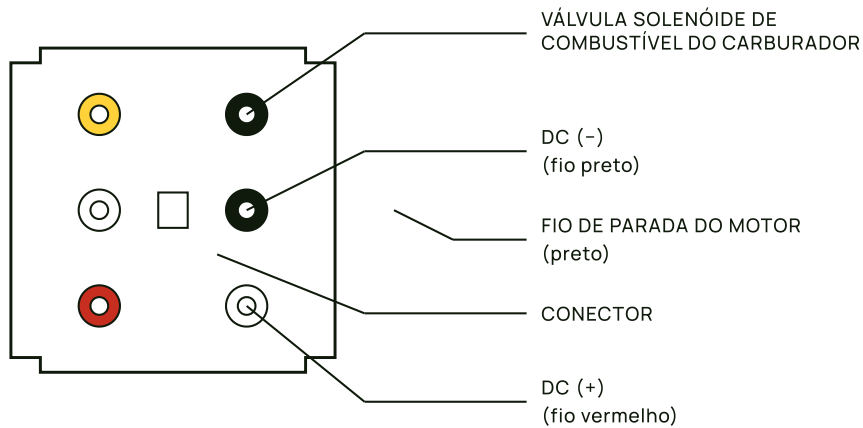 VÁLVULA SOLENÓIDE DE
COMBUSTÍVEL DO CARBURADOR
DC (–)
(fio preto)
FIO DE PARADA DO MOTOR
(preto)
CONECTOR
DC (+)
(fio vermelho)